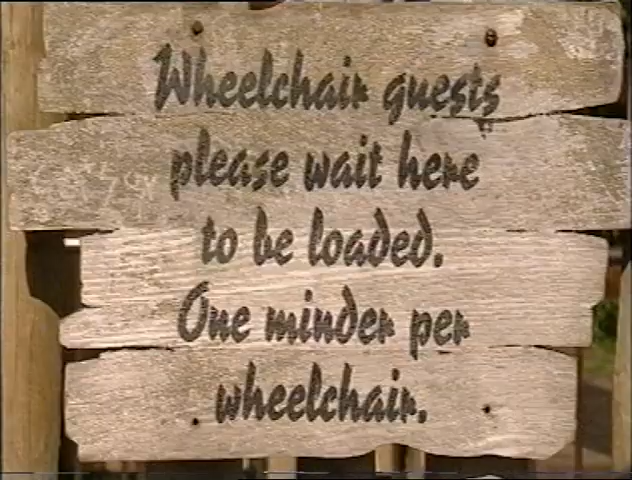 Wheelchair guests
please wait here
to be loaded.
One minder per
wheelchair.